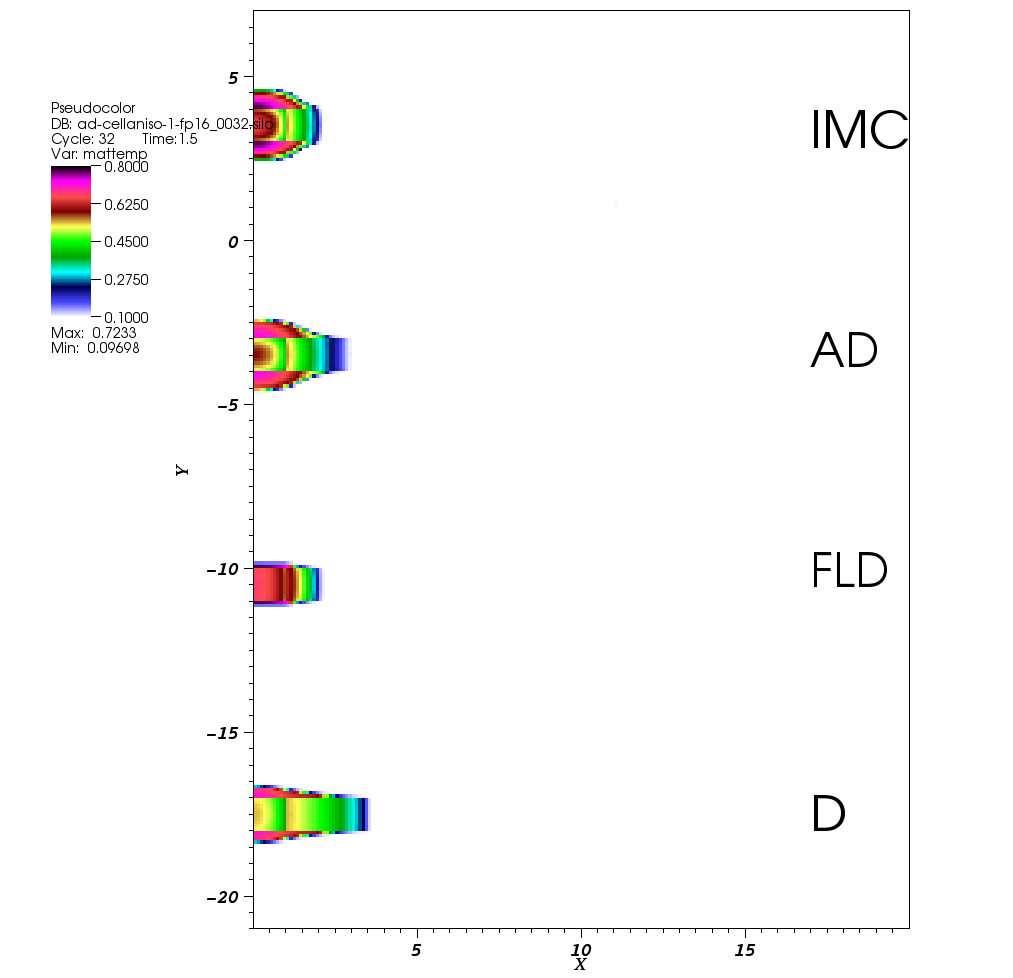 Pseudocolor
DB: ad-cellaniso-1-fp16_0032.silo
Cycle: 32 Time:1.5
Var: mattemp
0.8000
0.6250
0.4500
0.2750
0.1000
Max: 0.7233
Min: 0.09698
5
0
-5
-10
-15
-20
Y
IMC
AD
FLD
D
5 10 15
X